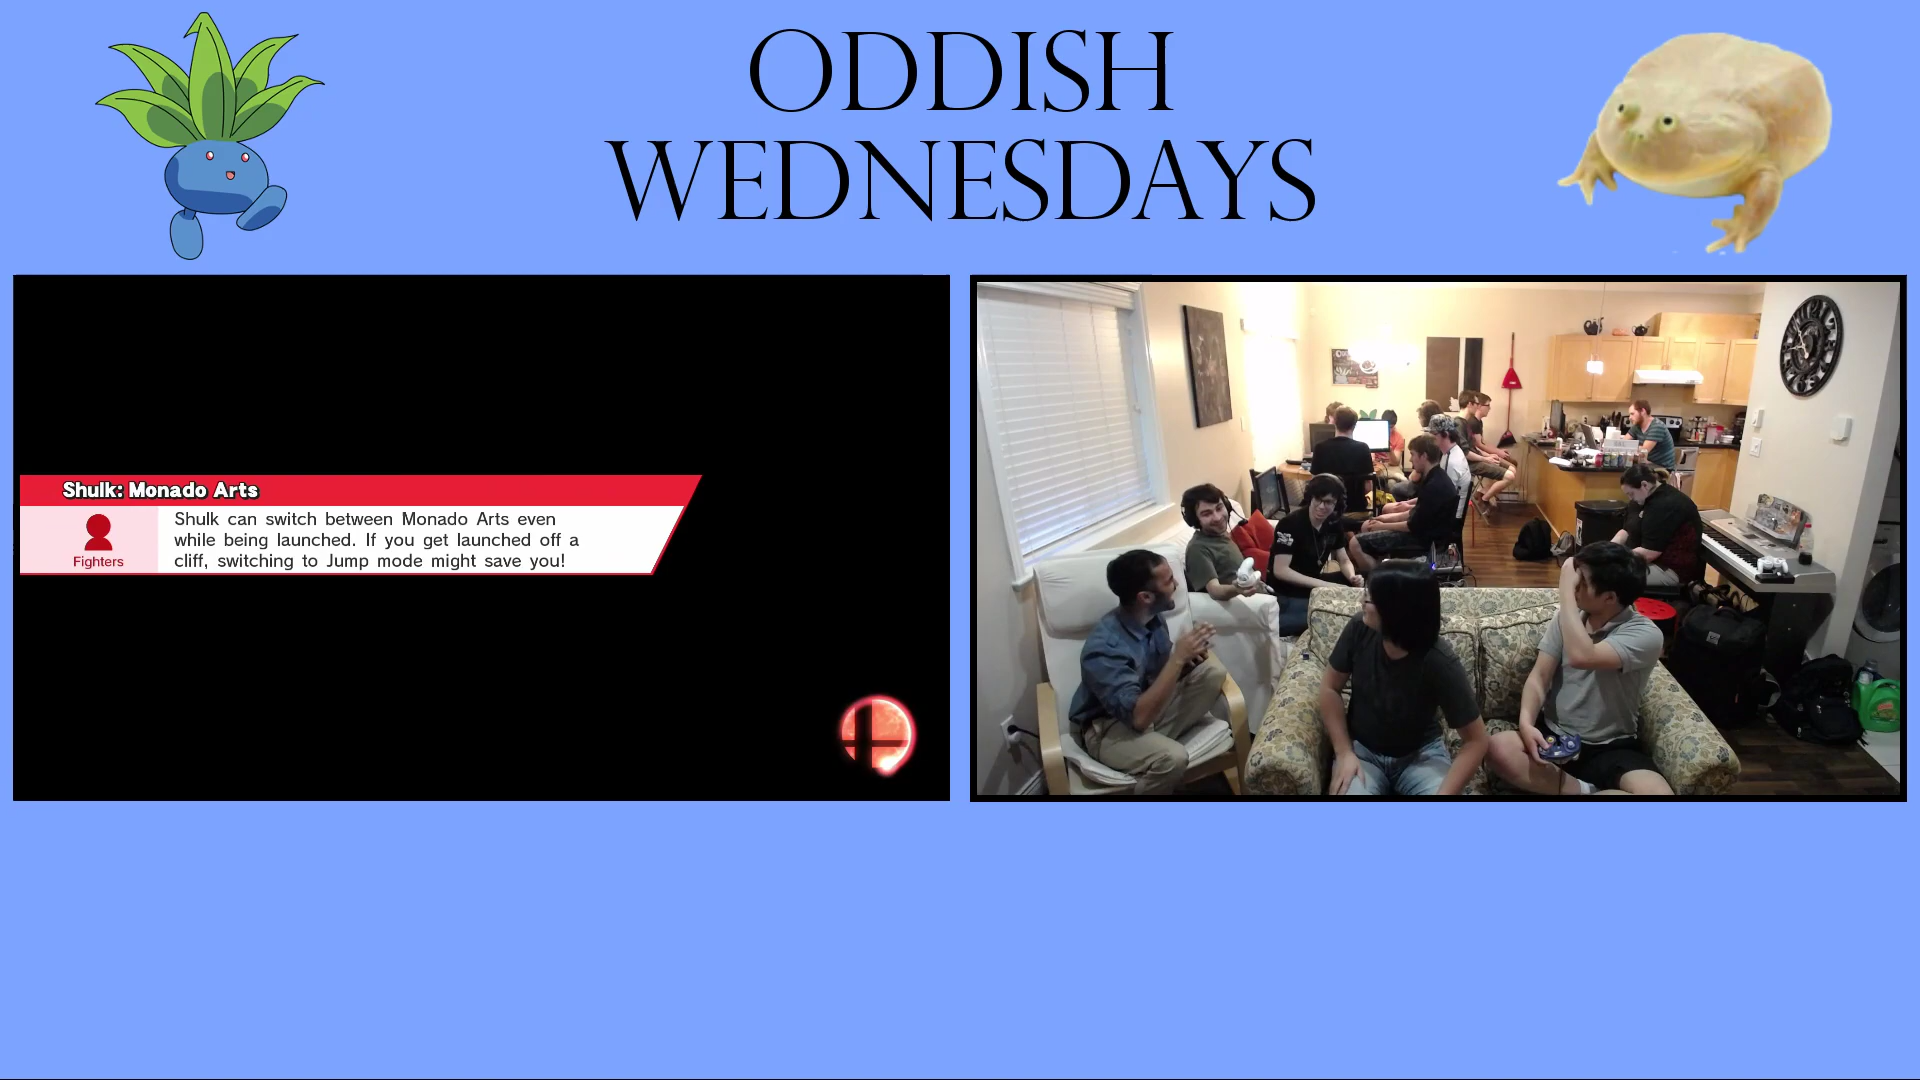 ODDISH
WEDNESDAYS
Shulk: Monado Arts
Shulk can switch between Monado Arts even
while being launched. If you get launched off a
cliff, switching to Jump mode might save you!
Fighters